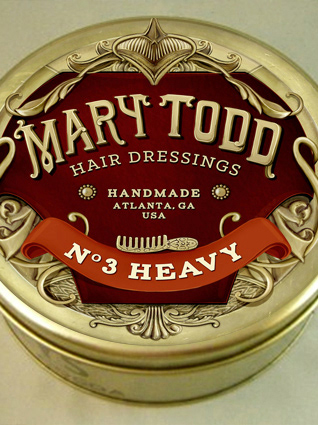 MARY TODD
HAIR DRESSINGS
HANDMADE
ATLANTA, GA
USA
Nº3 HEAVY